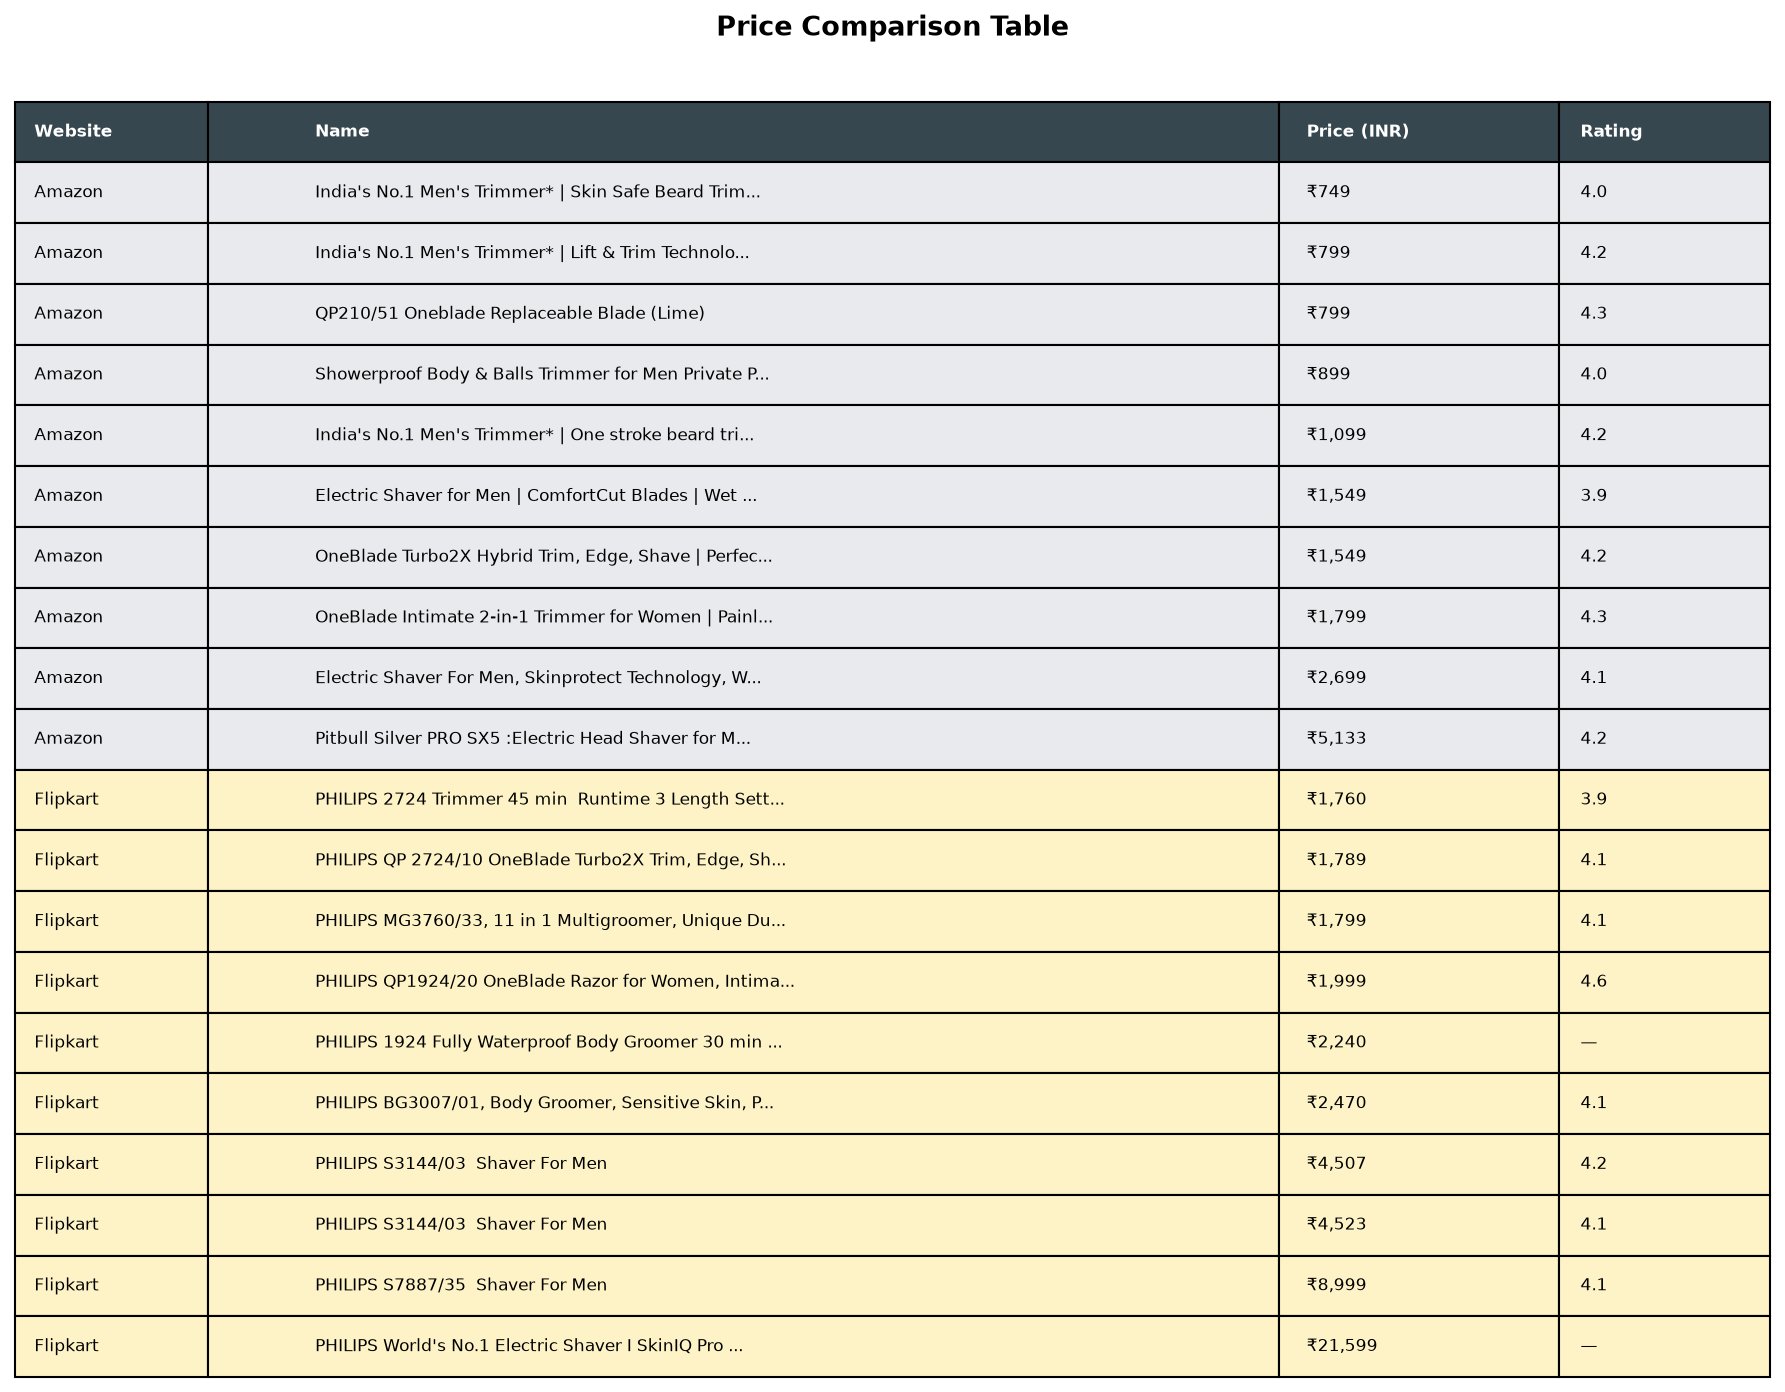 Price Comparison Table
Website Name Price (INR) Rating
Amazon India's No.1 Men's Trimmer* | Skin Safe Beard Trim... ₹749 4.0
Amazon India's No.1 Men's Trimmer* | Lift & Trim Technolo... ₹799 4.2
Amazon QP210/51 Oneblade Replaceable Blade (Lime) ₹799 4.3
Amazon Showerproof Body & Balls Trimmer for Men Private P... ₹899 4.0
Amazon India's No.1 Men's Trimmer* | One stroke beard tri... ₹1,099 4.2
Amazon Electric Shaver for Men | ComfortCut Blades | Wet ... ₹1,549 3.9
Amazon OneBlade Turbo2X Hybrid Trim, Edge, Shave | Perfec... ₹1,549 4.2
Amazon OneBlade Intimate 2-in-1 Trimmer for Women | Painl... ₹1,799 4.3
Amazon Electric Shaver For Men, Skinprotect Technology, W... ₹2,699 4.1
Amazon Pitbull Silver PRO SX5 :Electric Head Shaver for M... ₹5,133 4.2
Flipkart PHILIPS 2724 Trimmer 45 min  Runtime 3 Length Sett... ₹1,760 3.9
Flipkart PHILIPS QP 2724/10 OneBlade Turbo2X Trim, Edge, Sh... ₹1,789 4.1
Flipkart PHILIPS MG3760/33, 11 in 1 Multigroomer, Unique Du... ₹1,799 4.1
Flipkart PHILIPS QP1924/20 OneBlade Razor for Women, Intima... ₹1,999 4.6
Flipkart PHILIPS 1924 Fully Waterproof Body Groomer 30 min ... ₹2,240 —
Flipkart PHILIPS BG3007/01, Body Groomer, Sensitive Skin, P... ₹2,470 4.1
Flipkart PHILIPS S3144/03  Shaver For Men ₹4,507 4.2
Flipkart PHILIPS S3144/03  Shaver For Men ₹4,523 4.1
Flipkart PHILIPS S7887/35  Shaver For Men ₹8,999 4.1
Flipkart PHILIPS World's No.1 Electric Shaver I SkinIQ Pro ... ₹21,599 —